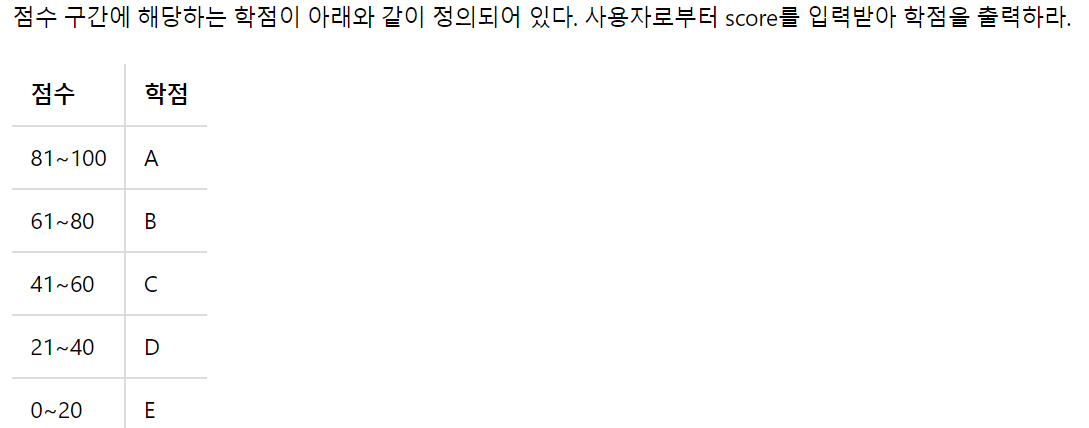 점수 구간에 해당하는 학점이 아래와 같이 정의되어 있다. 사용자로부터 score를 입력받아 학점을 출력하라.
점수 학점
81~100 A
61~80 B
41~60 C
21~40 D
0~20 E